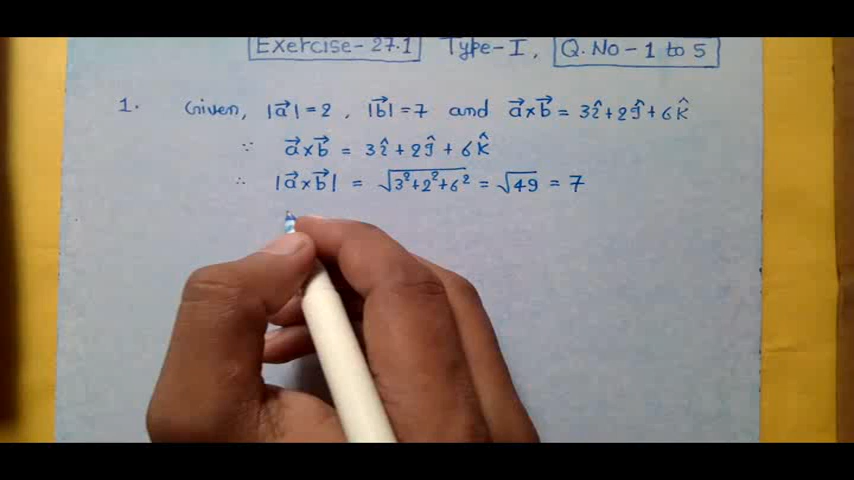 Exercise-27.1 Type-I, Q.No-1 to 5
1. Given, |a⃗|=2, |b⃗|=7 and a⃗×b⃗ = 3î+2ĵ+6k̂
∵ a⃗×b⃗ = 3î+2ĵ+6k̂
∴ |a⃗×b⃗| = √(3²+2²+6²) = √49 = 7